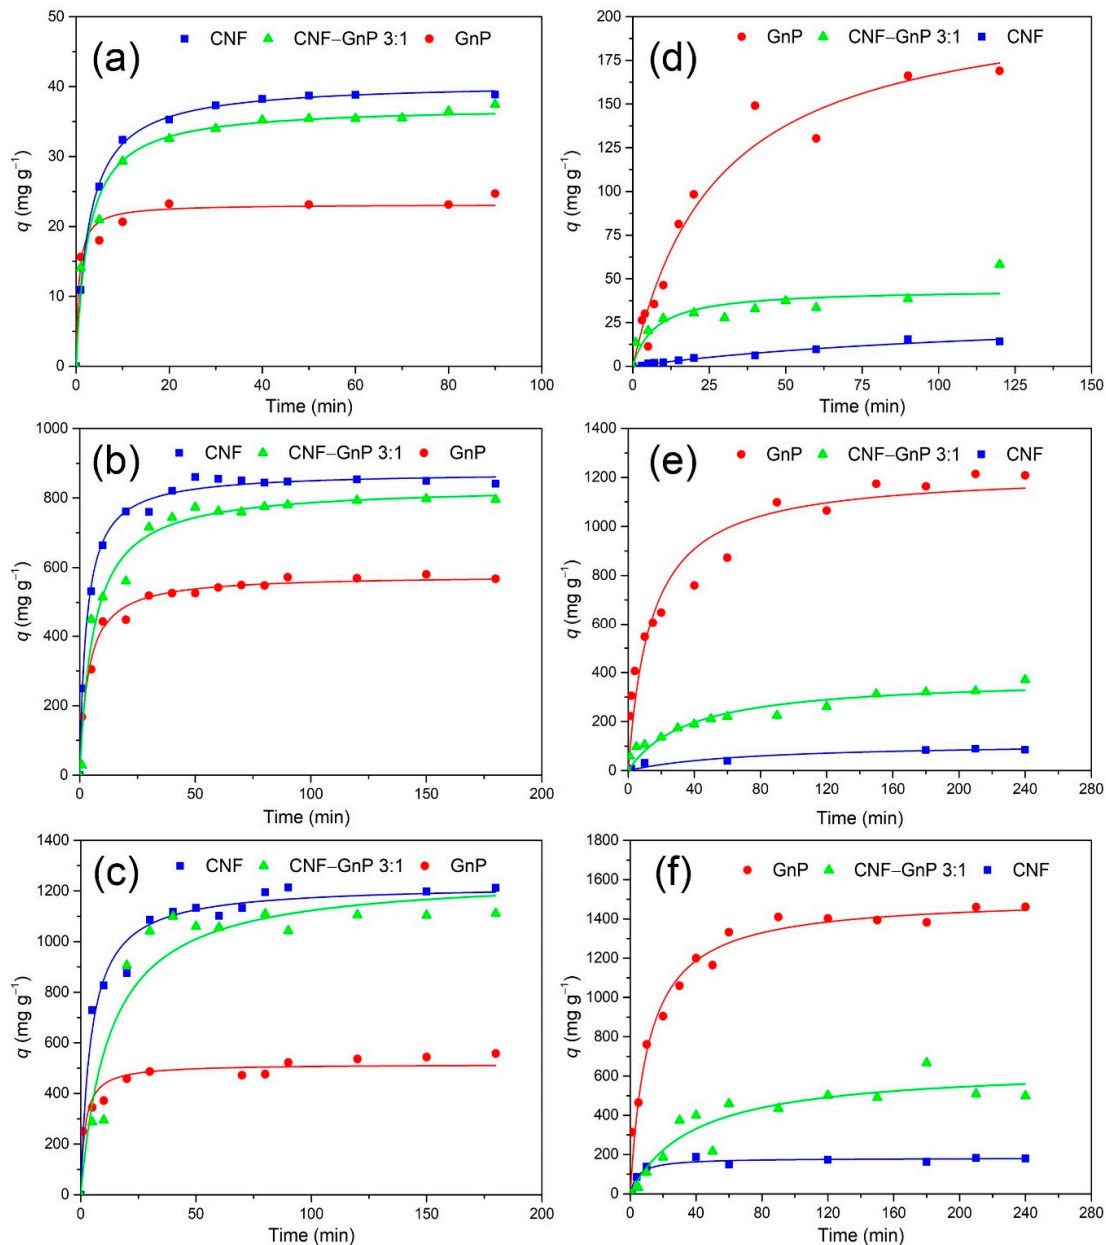 (a)
CNF CNF–GnP 3:1 GnP
q (mg g⁻¹)
50
40
30
20
10
0
0 20 40 60 80 100
Time (min)
(d)
GnP CNF–GnP 3:1 CNF
q (mg g⁻¹)
200
175
150
125
100
75
50
25
0
0 25 50 75 100 125 150
Time (min)
(b)
CNF CNF–GnP 3:1 GnP
q (mg g⁻¹)
1000
800
600
400
200
0
0 50 100 150 200
Time (min)
(e)
GnP CNF–GnP 3:1 CNF
q (mg g⁻¹)
1400
1200
1000
800
600
400
200
0
0 40 80 120 160 200 240 280
Time (min)
(c)
CNF CNF–GnP 3:1 GnP
q (mg g⁻¹)
1400
1200
1000
800
600
400
200
0
0 50 100 150 200
Time (min)
(f)
GnP CNF–GnP 3:1 CNF
q (mg g⁻¹)
1800
1600
1400
1200
1000
800
600
400
200
0
0 40 80 120 160 200 240 280
Time (min)